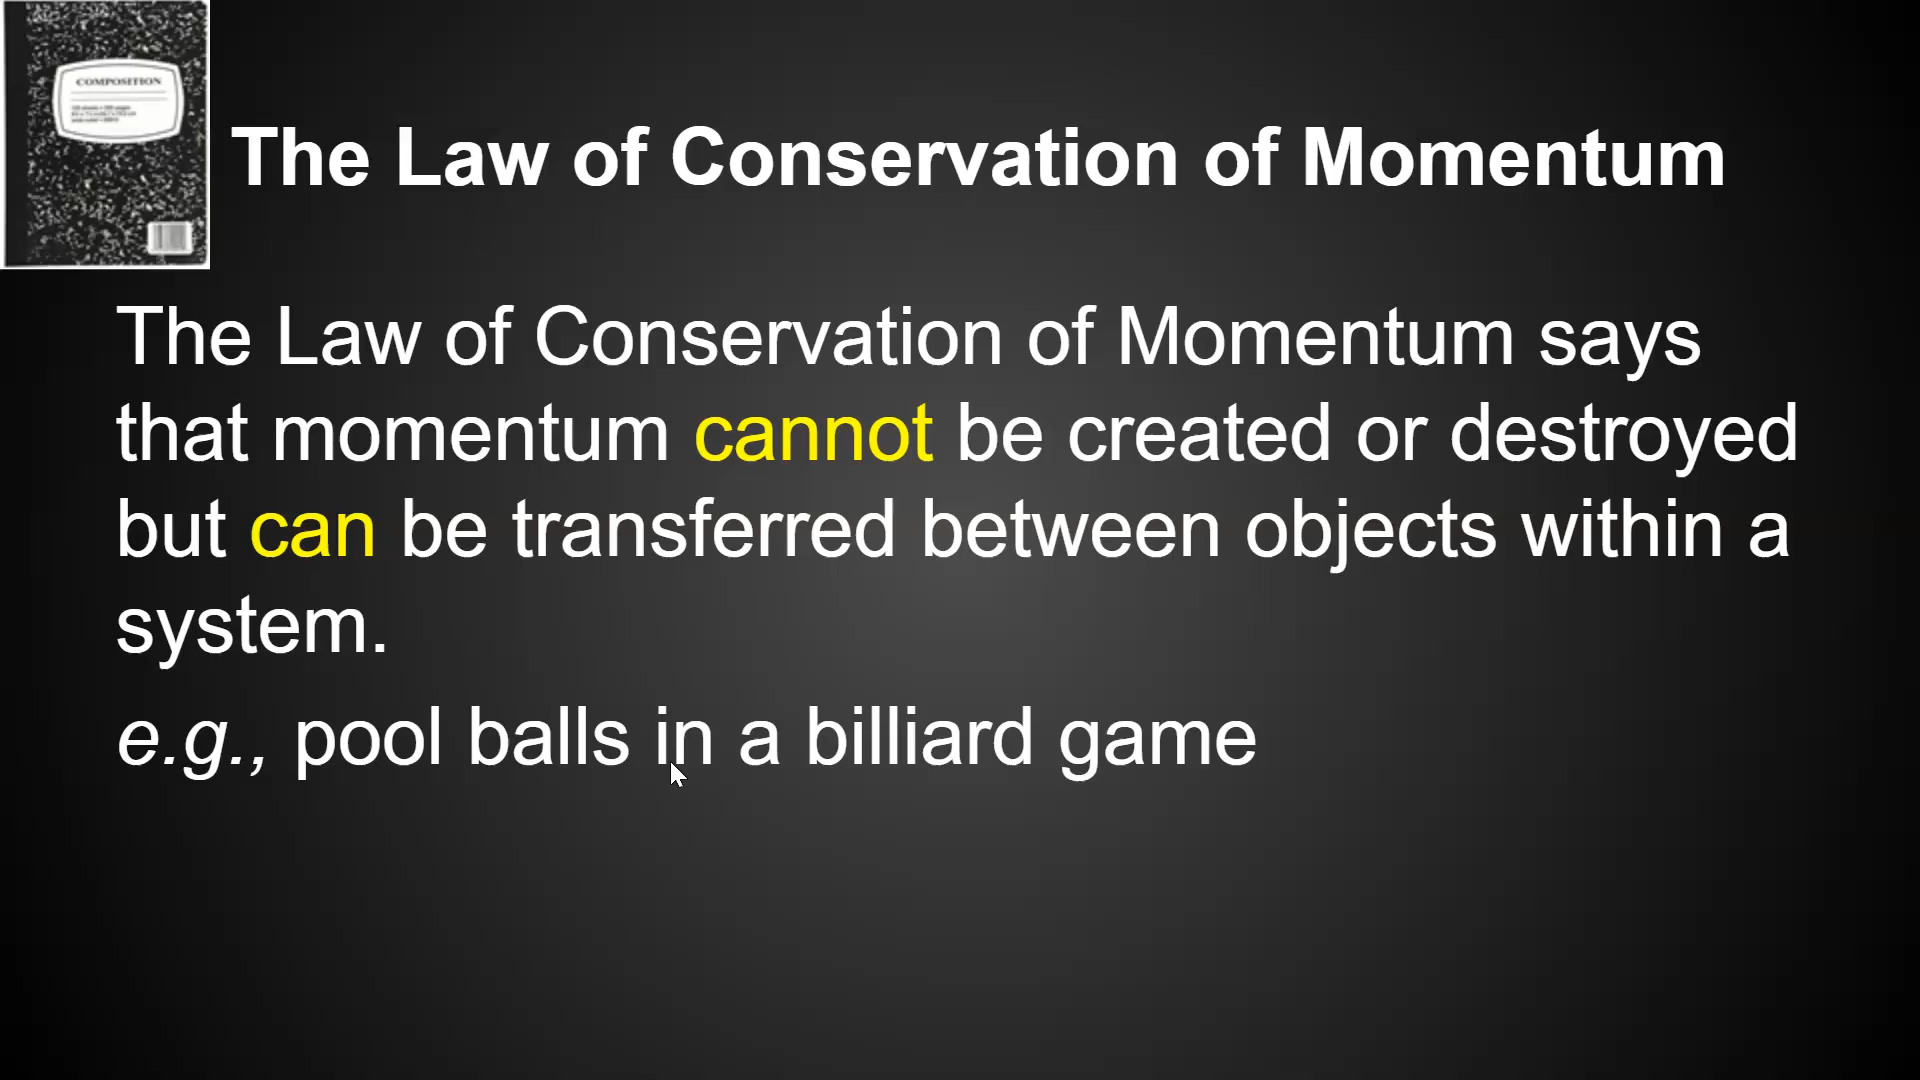 COMPOSITION
The Law of Conservation of Momentum
The Law of Conservation of Momentum says
that momentum cannot be created or destroyed
but can be transferred between objects within a
system.
e.g., pool balls in a billiard game